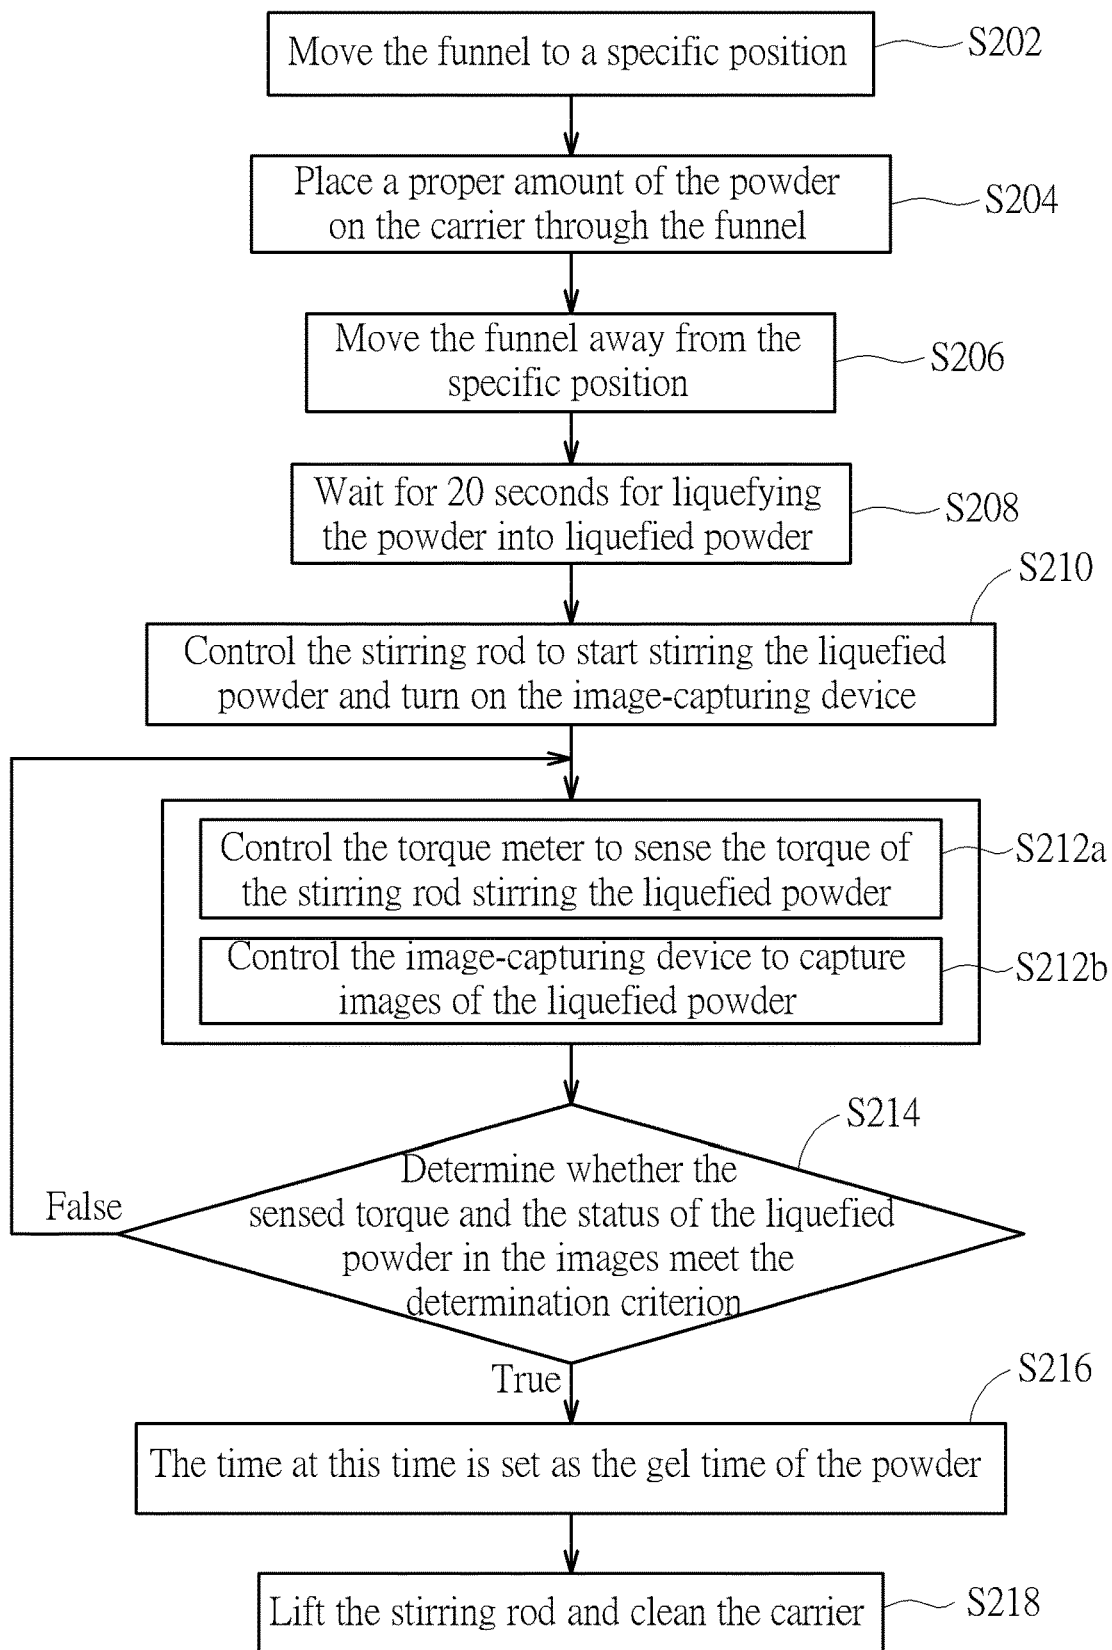 Move the funnel to a specific position
S202
Place a proper amount of the powder
on the carrier through the funnel
S204
Move the funnel away from the
specific position
S206
Wait for 20 seconds for liquefying
the powder into liquefied powder
S208
S210
Control the stirring rod to start stirring the liquefied
powder and turn on the image-capturing device
Control the torque meter to sense the torque of
the stirring rod stirring the liquefied powder
S212a
Control the image-capturing device to capture
images of the liquefied powder
S212b
S214
Determine whether the
sensed torque and the status of the liquefied
powder in the images meet the
determination criterion
False
True
S216
The time at this time is set as the gel time of the powder
Lift the stirring rod and clean the carrier
S218